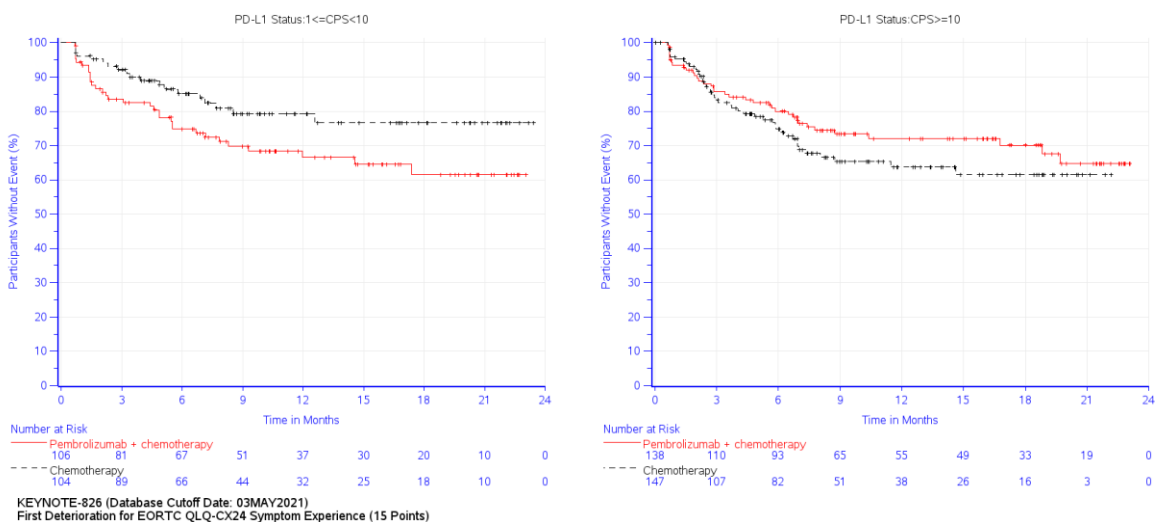 PD-L1 Status:1<=CPS<10
100
90
80
70
60
50
40
30
20
10
0
Participants Without Event (%)
0 3 6 9 12 15 18 21 24
Time in Months
Number at Risk
Pembrolizumab + chemotherapy
106 81 67 51 37 30 20 10 0
Chemotherapy
104 89 66 44 32 25 18 10 0
PD-L1 Status:CPS>=10
100
90
80
70
60
50
40
30
20
10
0
Participants Without Event (%)
0 3 6 9 12 15 18 21 24
Time in Months
Number at Risk
Pembrolizumab + chemotherapy
138 110 93 65 55 49 33 19 0
Chemotherapy
147 107 82 51 38 26 16 3 0
KEYNOTE-826 (Database Cutoff Date: 03MAY2021)
First Deterioration for EORTC QLQ-CX24 Symptom Experience (15 Points)